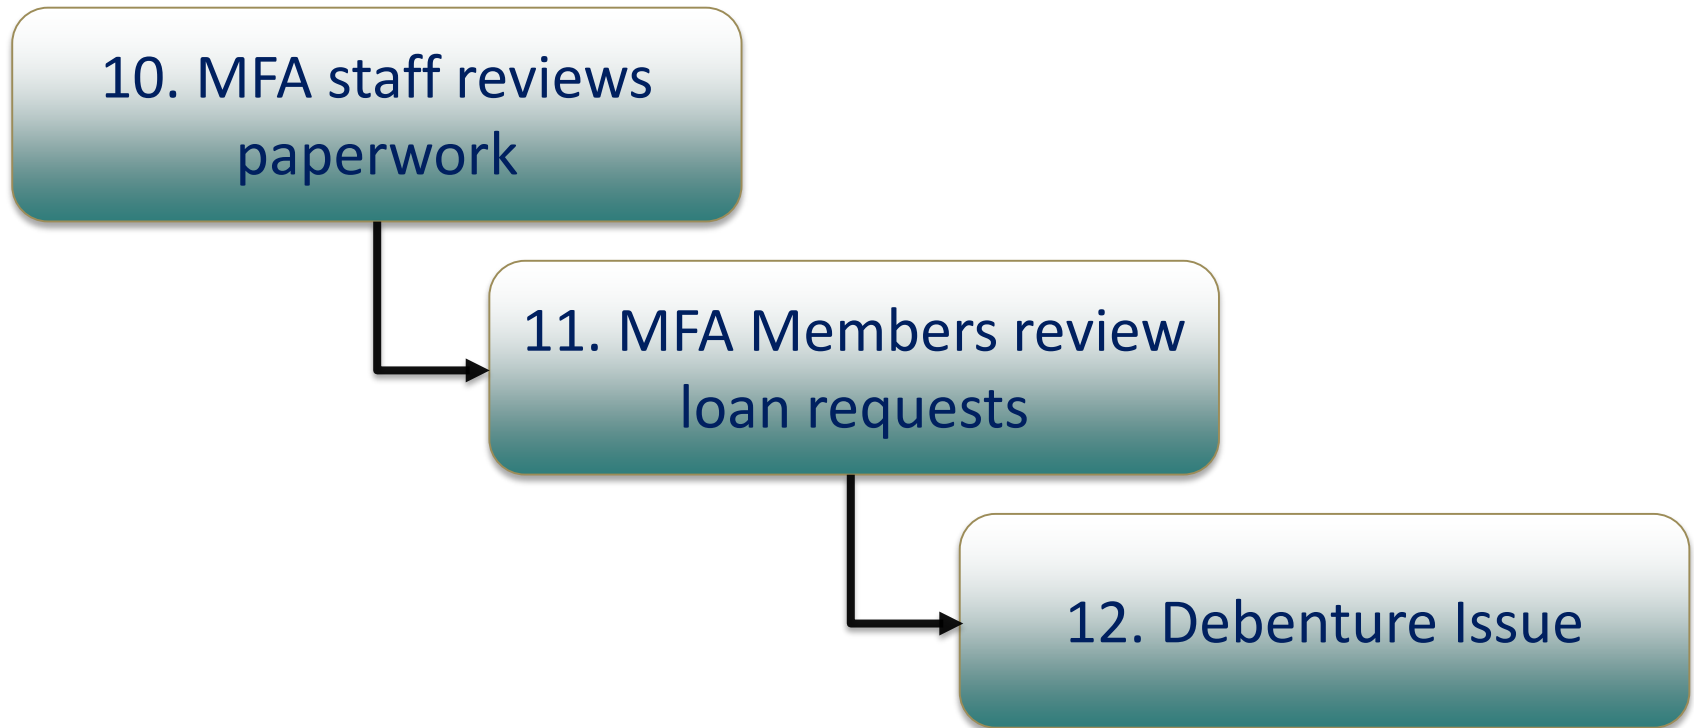 10. MFA staff reviews
paperwork
11. MFA Members review
loan requests
12. Debenture Issue